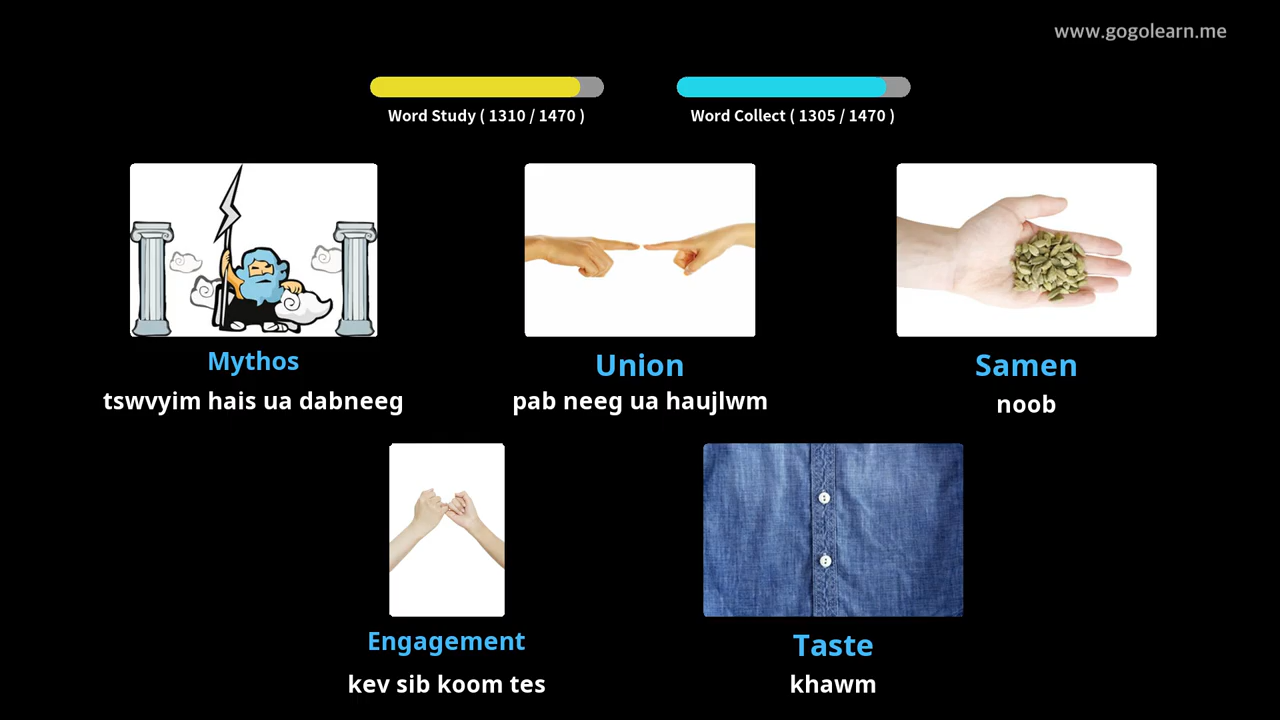 www.gogolearn.me
Word Study ( 1310 / 1470 )
Word Collect ( 1305 / 1470 )
Mythos
tswvyim hais ua dabneeg
Union
pab neeg ua haujlwm
Samen
noob
Engagement
kev sib koom tes
Taste
khawm